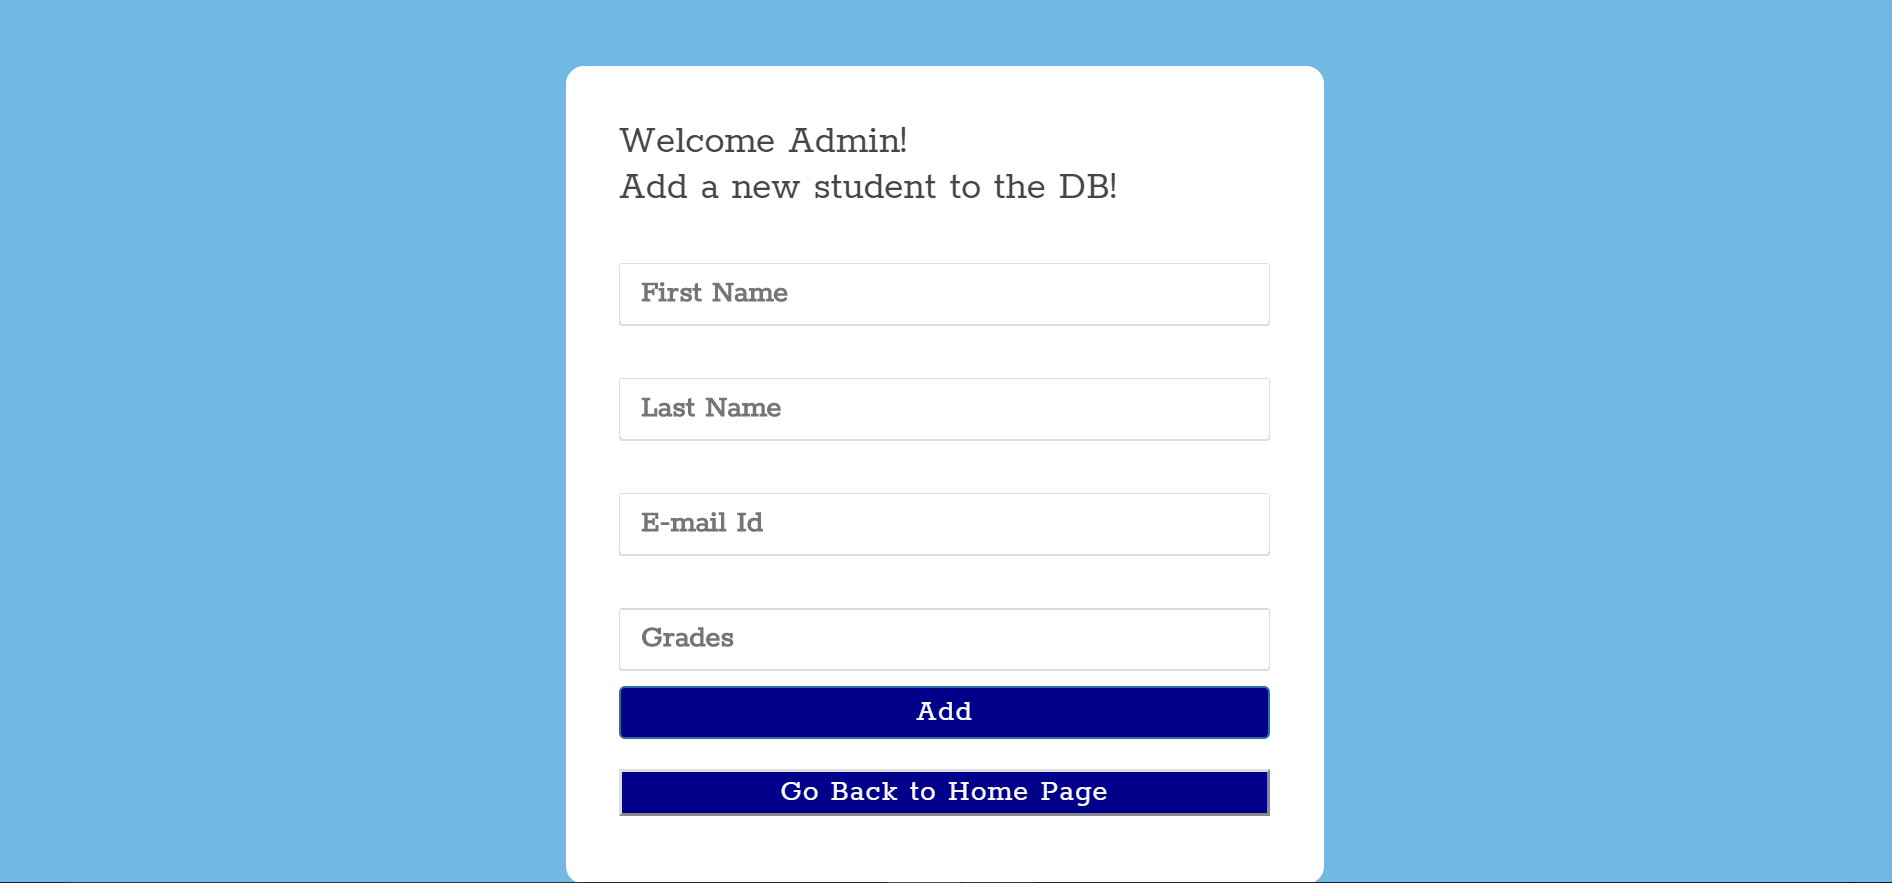 Welcome Admin!
Add a new student to the DB!
First Name
Last Name
E-mail Id
Grades
Add
Go Back to Home Page